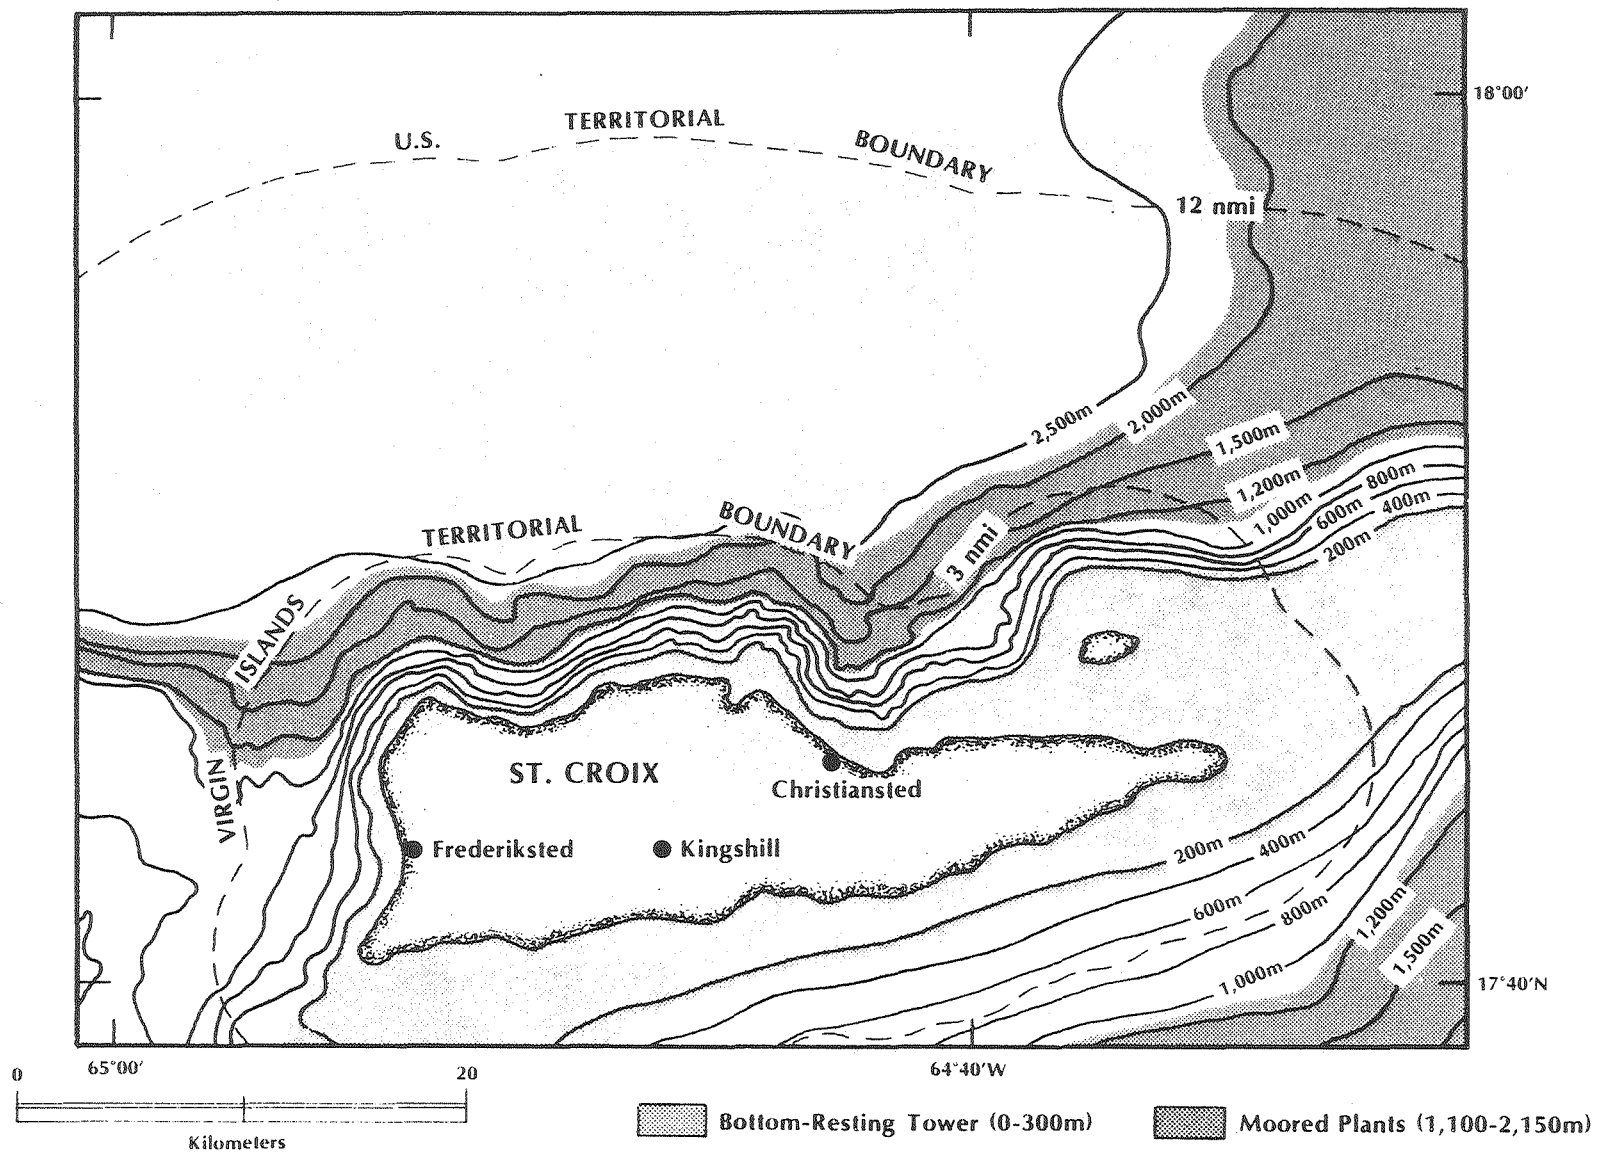 18°00'
U.S.
TERRITORIAL
BOUNDARY
12 nmi
2,500m
2,000m
1,500m
1,200m
1,000m
800m
600m
400m
200m
TERRITORIAL
BOUNDARY
3 nmi
ISLANDS
VIRGIN
ST. CROIX
Christiansted
Frederiksted
Kingshill
200m
400m
600m
800m
1,000m
1,200m
1,500m
17°40'N
65°00'
64°40'W
0
20
Kilometers
Bottom-Resting Tower (0-300m)
Moored Plants (1,100-2,150m)